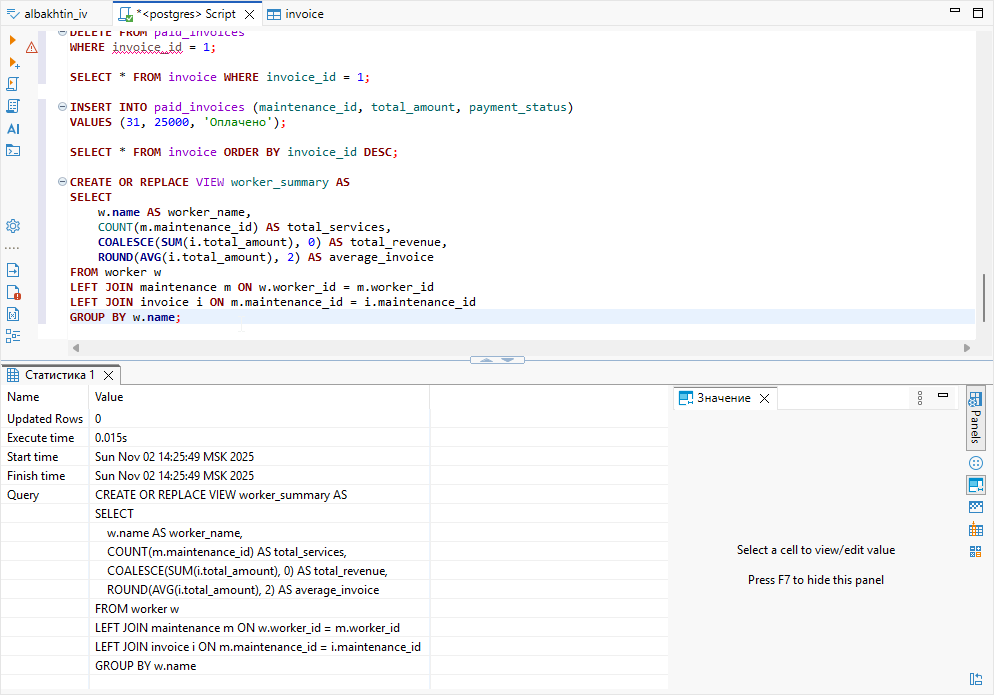 albakhtin_iv
*<postgres> Script
invoice
DELETE FROM paid_invoices
WHERE invoice_id = 1;
SELECT * FROM invoice WHERE invoice_id = 1;
INSERT INTO paid_invoices (maintenance_id, total_amount, payment_status)
VALUES (31, 25000, 'Оплачено');
SELECT * FROM invoice ORDER BY invoice_id DESC;
CREATE OR REPLACE VIEW worker_summary AS
SELECT
w.name AS worker_name,
COUNT(m.maintenance_id) AS total_services,
COALESCE(SUM(i.total_amount), 0) AS total_revenue,
ROUND(AVG(i.total_amount), 2) AS average_invoice
FROM worker w
LEFT JOIN maintenance m ON w.worker_id = m.worker_id
LEFT JOIN invoice i ON m.maintenance_id = i.maintenance_id
GROUP BY w.name;
AI
Статистика 1
Name Value
Updated Rows 0
Execute time 0.015s
Start time Sun Nov 02 14:25:49 MSK 2025
Finish time Sun Nov 02 14:25:49 MSK 2025
Query CREATE OR REPLACE VIEW worker_summary AS
SELECT
w.name AS worker_name,
COUNT(m.maintenance_id) AS total_services,
COALESCE(SUM(i.total_amount), 0) AS total_revenue,
ROUND(AVG(i.total_amount), 2) AS average_invoice
FROM worker w
LEFT JOIN maintenance m ON w.worker_id = m.worker_id
LEFT JOIN invoice i ON m.maintenance_id = i.maintenance_id
GROUP BY w.name
Значение
Select a cell to view/edit value
Press F7 to hide this panel
Panels